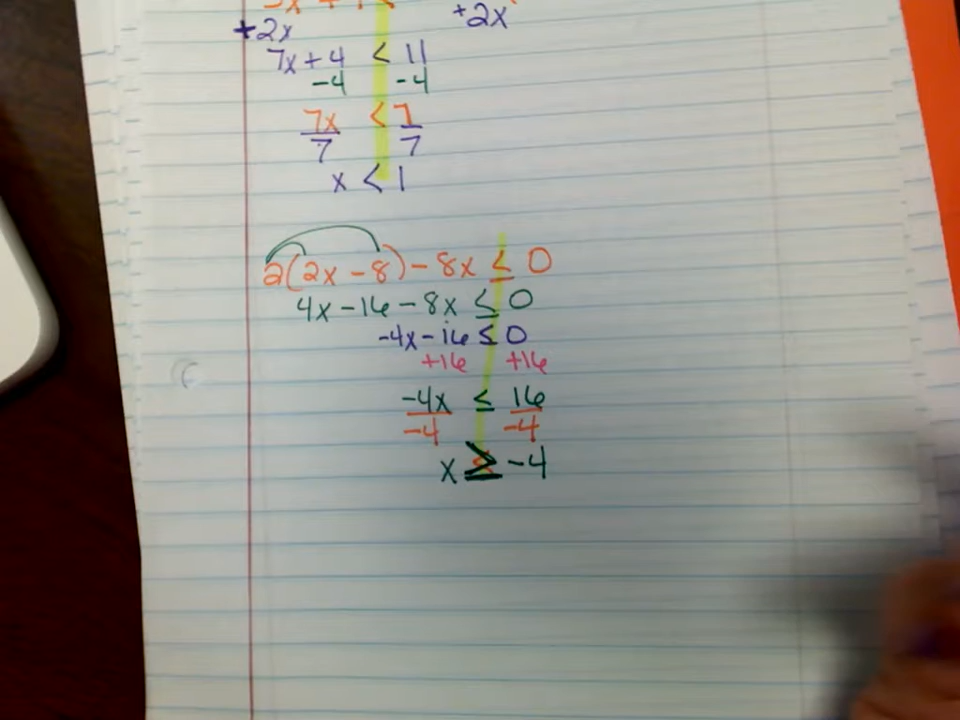 +2x +2x
7x + 4 < 11
-4 -4
7x < 7
7 7
x < 1
2(2x - 8) - 8x ≤ 0
4x - 16 - 8x ≤ 0
-4x - 16 ≤ 0
+16 +16
-4x ≤ 16
-4 -4
x ≥ -4